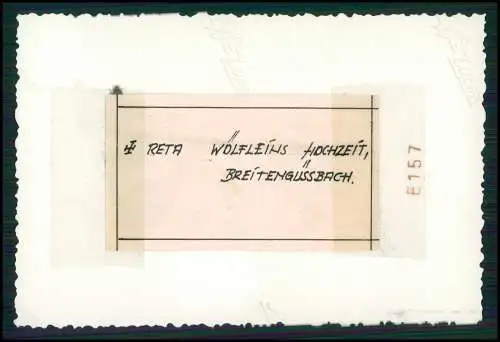 RETA WÖLFLEINS HOCHZEIT,
BREITENGÜSSBACH.
E157